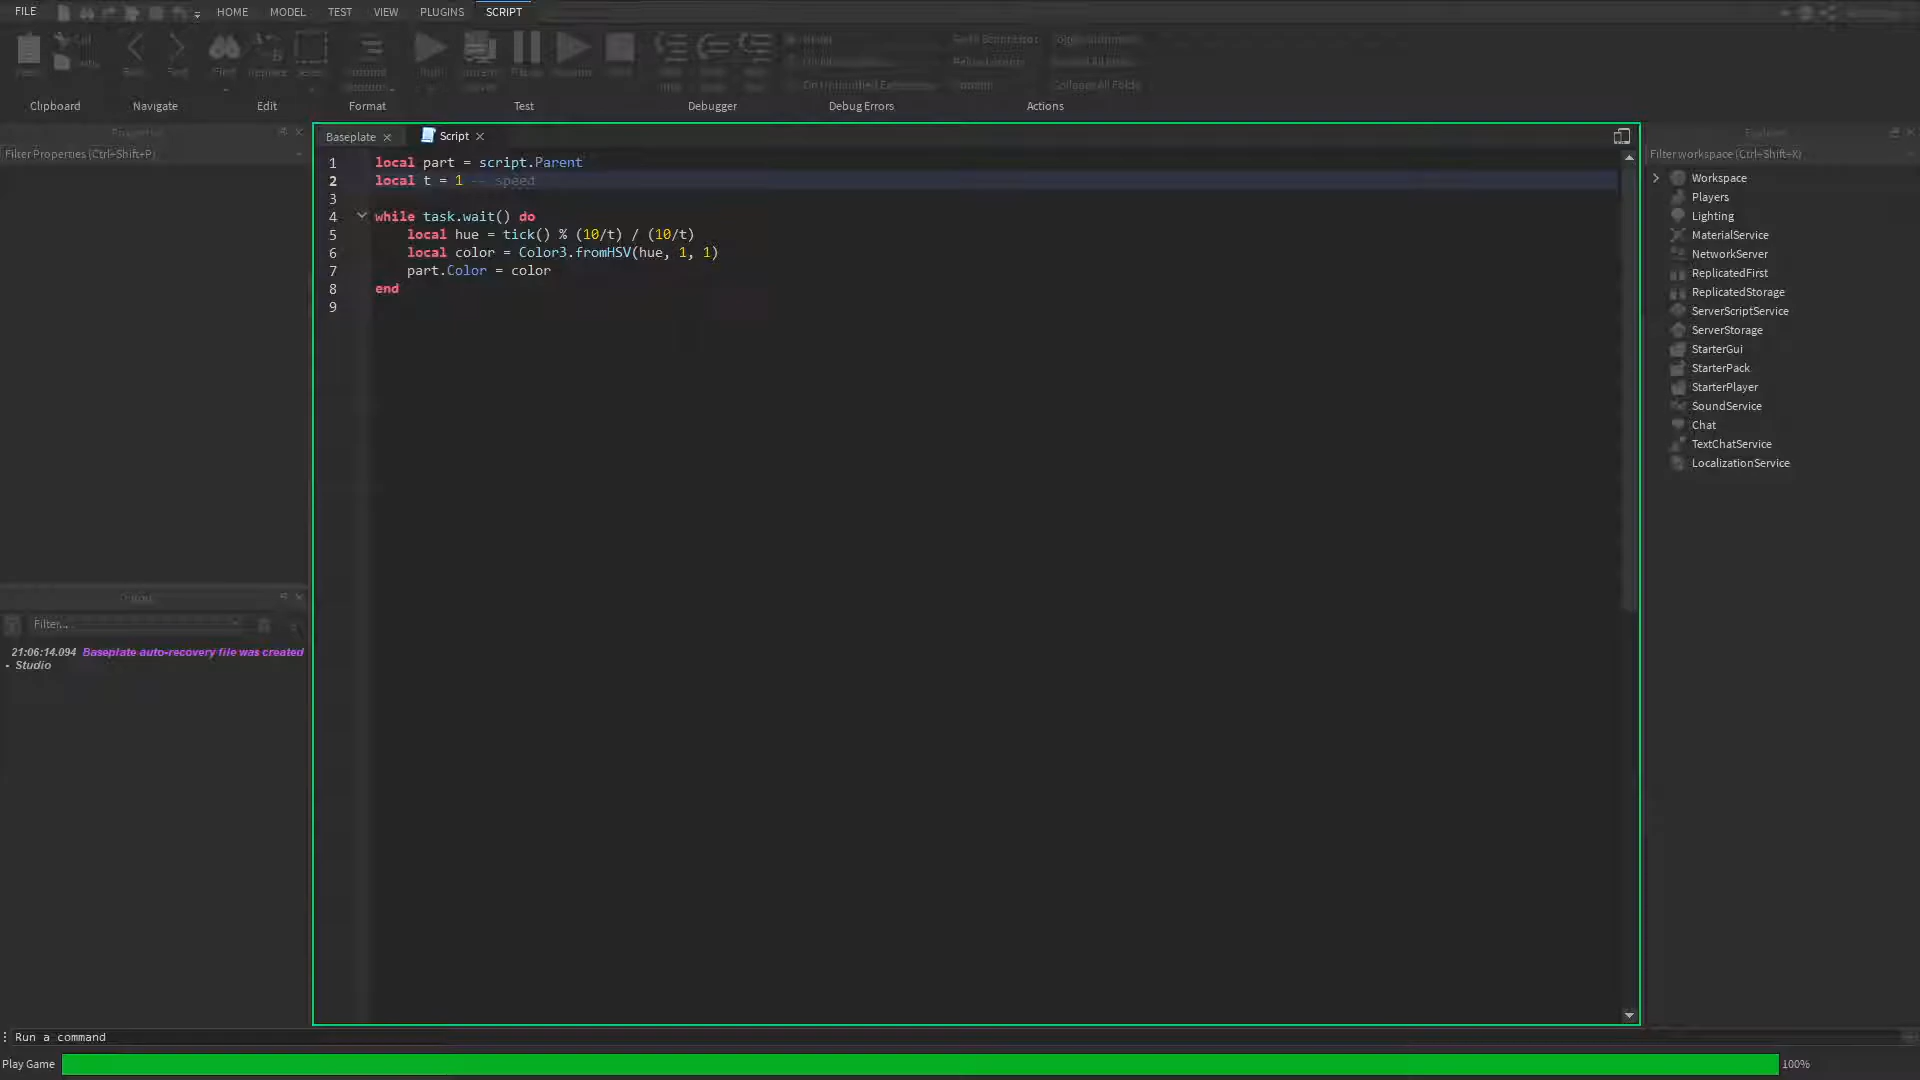 FILE
HOME
MODEL
TEST
VIEW
PLUGINS
SCRIPT
Clipboard
Navigate
Edit
Format
Test
Debugger
Debug Errors
Actions
Filter Properties (Ctrl+Shift+P)
Baseplate
Script
1 local part = script.Parent
2 local t = 1 -- speed
3
4 while task.wait() do
5 local hue = tick() % (10/t) / (10/t)
6 local color = Color3.fromHSV(hue, 1, 1)
7 part.Color = color
8 end
9
Filter workspace (Ctrl+Shift+X)
Workspace
Players
Lighting
MaterialService
NetworkServer
ReplicatedFirst
ReplicatedStorage
ServerScriptService
ServerStorage
StarterGui
StarterPack
StarterPlayer
SoundService
Chat
TextChatService
LocalizationService
Output
Filter...
21:06:14.094 Baseplate auto-recovery file was created
- Studio
Run a command
Play Game
100%